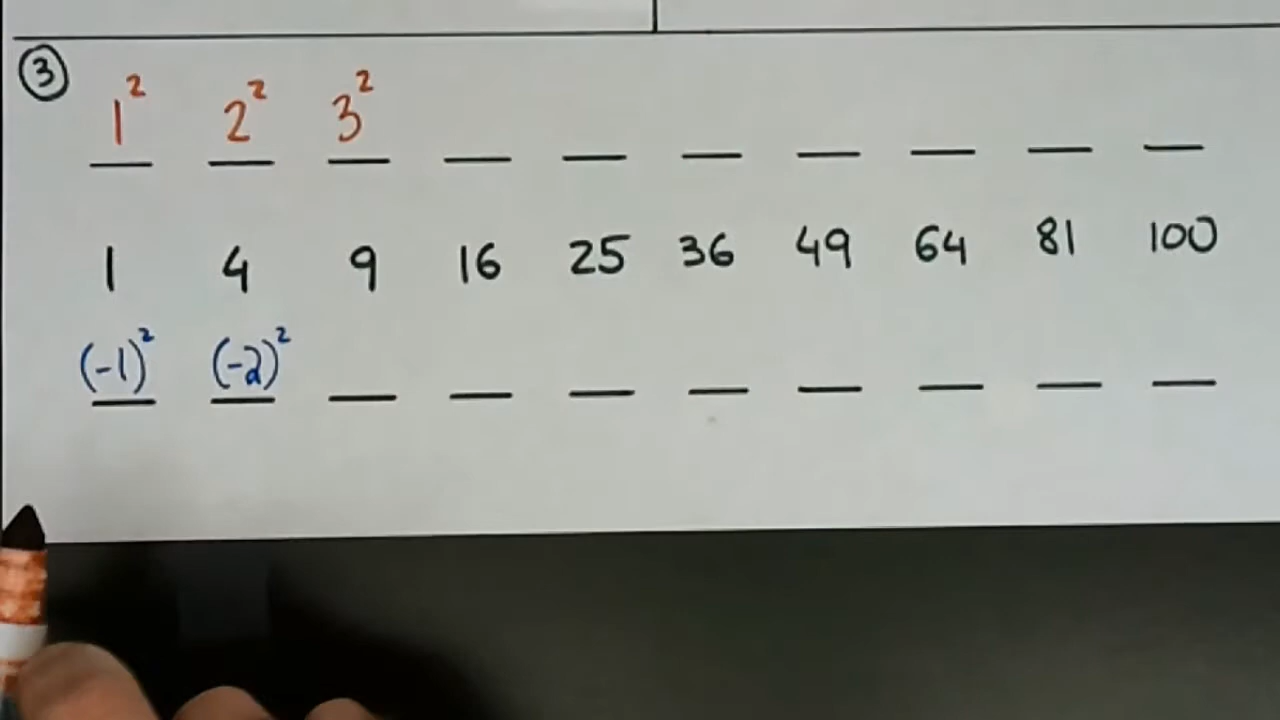 ③ 1² 2² 3² _ _ _ _ _ _ _
1 4 9 16 25 36 49 64 81 100
(-1)² (-2)² _ _ _ _ _ _ _ _